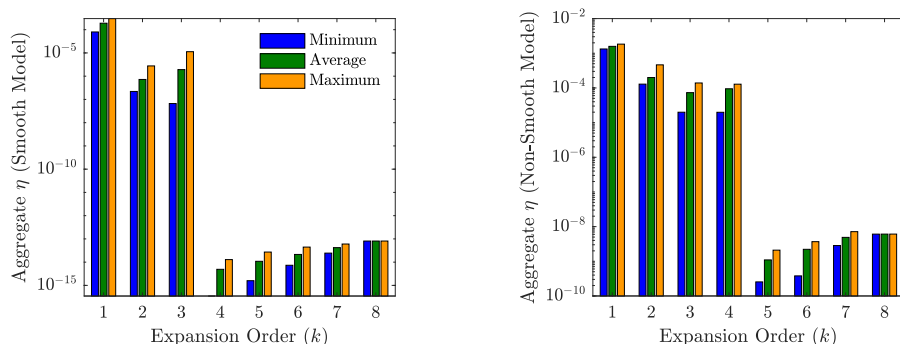 Aggregate η (Smooth Model)
10⁻⁵
10⁻¹⁰
10⁻¹⁵
Minimum
Average
Maximum
1 2 3 4 5 6 7 8
Expansion Order (k)
Aggregate η (Non-Smooth Model)
10⁻²
10⁻⁴
10⁻⁶
10⁻⁸
10⁻¹⁰
1 2 3 4 5 6 7 8
Expansion Order (k)